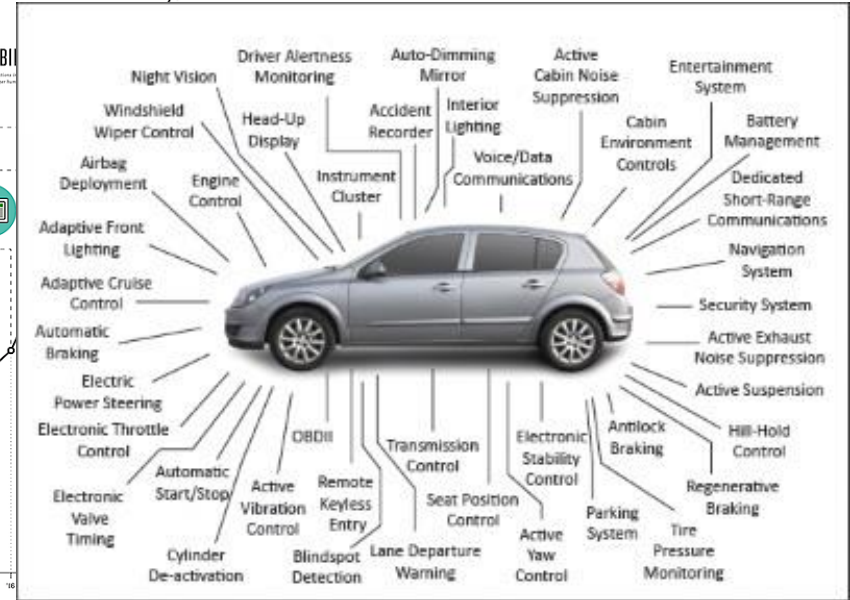 BI
Driver Alertness
Monitoring
Auto-Dimming
Mirror
Active
Cabin Noise
Suppression
Entertainment
System
Night Vision
Windshield
Wiper Control
Head-Up
Display
Accident
Recorder
Interior
Lighting
Cabin
Environment
Controls
Battery
Management
Airbag
Deployment
Engine
Control
Instrument
Cluster
Voice/Data
Communications
Dedicated
Short-Range
Communications
Adaptive Front
Lighting
Navigation
System
Adaptive Cruise
Control
Security System
Automatic
Braking
Active Exhaust
Noise Suppression
Electric
Power Steering
Active Suspension
Electronic Throttle
Control
OBDII
Transmission
Control
Electronic
Stability
Control
Antilock
Braking
Hill-Hold
Control
Automatic
Start/Stop
Active
Vibration
Control
Remote
Keyless
Entry
Seat Position
Control
Regenerative
Braking
Electronic
Valve
Timing
Parking
System
Cylinder
De-activation
Blindspot
Detection
Lane Departure
Warning
Active
Yaw
Control
Tire
Pressure
Monitoring
'16